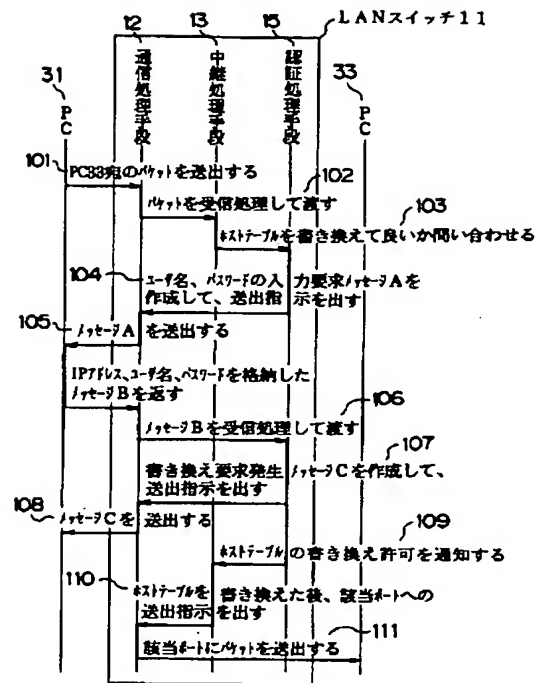 LANスイッチ11
12
13
15
通信処理手段
中継処理手段
認証処理手段
31
PC
33
PC
101
PC33宛のパケットを送出する
102
パケットを受信処理して渡す
103
ホストテーブルを書き換えて良いか問い合わせる
104
ユーザ名、パスワードの入力要求メッセージAを
作成して、送出指示を出す
105
メッセージAを送出する
IPアドレス、ユーザ名、パスワードを格納した
メッセージBを返す
106
メッセージBを受信処理して渡す
107
書き換え要求発生メッセージCを作成して、
送出指示を出す
108
メッセージCを送出する
109
ホストテーブルの書き換え許可を通知する
110
ホストテーブルを書き換えた後、該当ポートへの
送出指示を出す
111
該当ポートにパケットを送出する